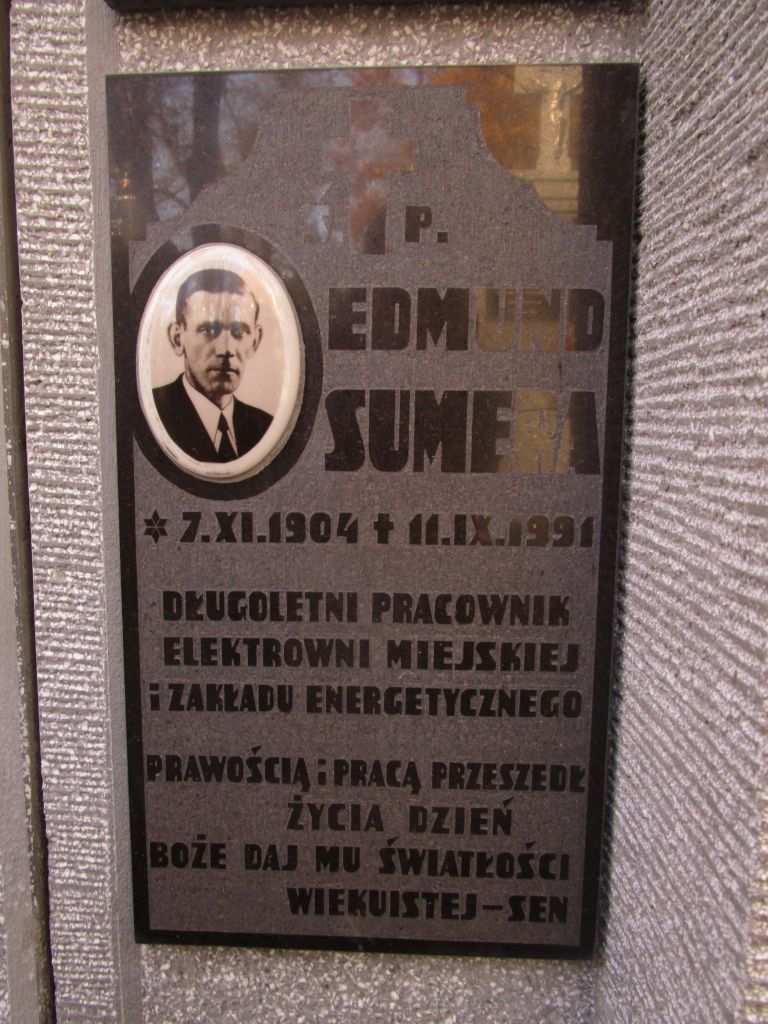 Ś. P.
EDMUND
SUMERA
* 7.XI.1904 † 11.IX.1991
DŁUGOLETNI PRACOWNIK
ELEKTROWNI MIEJSKIEJ
i ZAKŁADU ENERGETYCZNEGO
PRAWOŚCIĄ i PRACĄ PRZESZEDŁ
ŻYCIA DZIEŃ
BOŻE DAJ MU ŚWIATŁOŚCI
WIEKUISTEJ-SEN